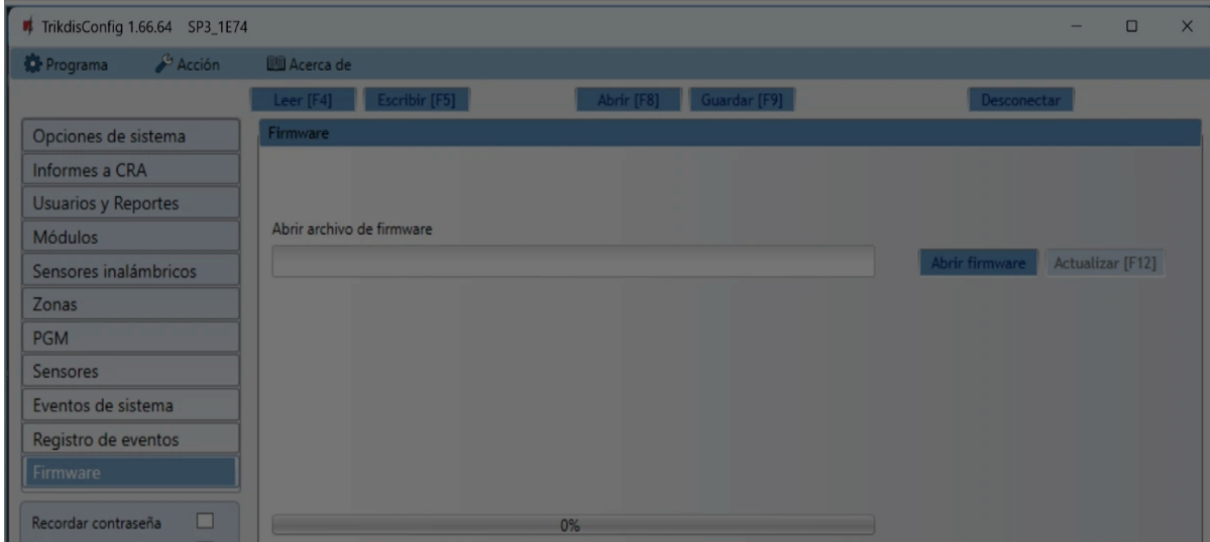 TrikdisConfig 1.66.64 SP3_1E74
Programa Acción Acerca de
Leer [F4] Escribir [F5] Abrir [F8] Guardar [F9] Desconectar
Opciones de sistema
Informes a CRA
Usuarios y Reportes
Módulos
Sensores inalámbricos
Zonas
PGM
Sensores
Eventos de sistema
Registro de eventos
Firmware
Recordar contraseña
Firmware
Abrir archivo de firmware
Abrir firmware Actualizar [F12]
0%